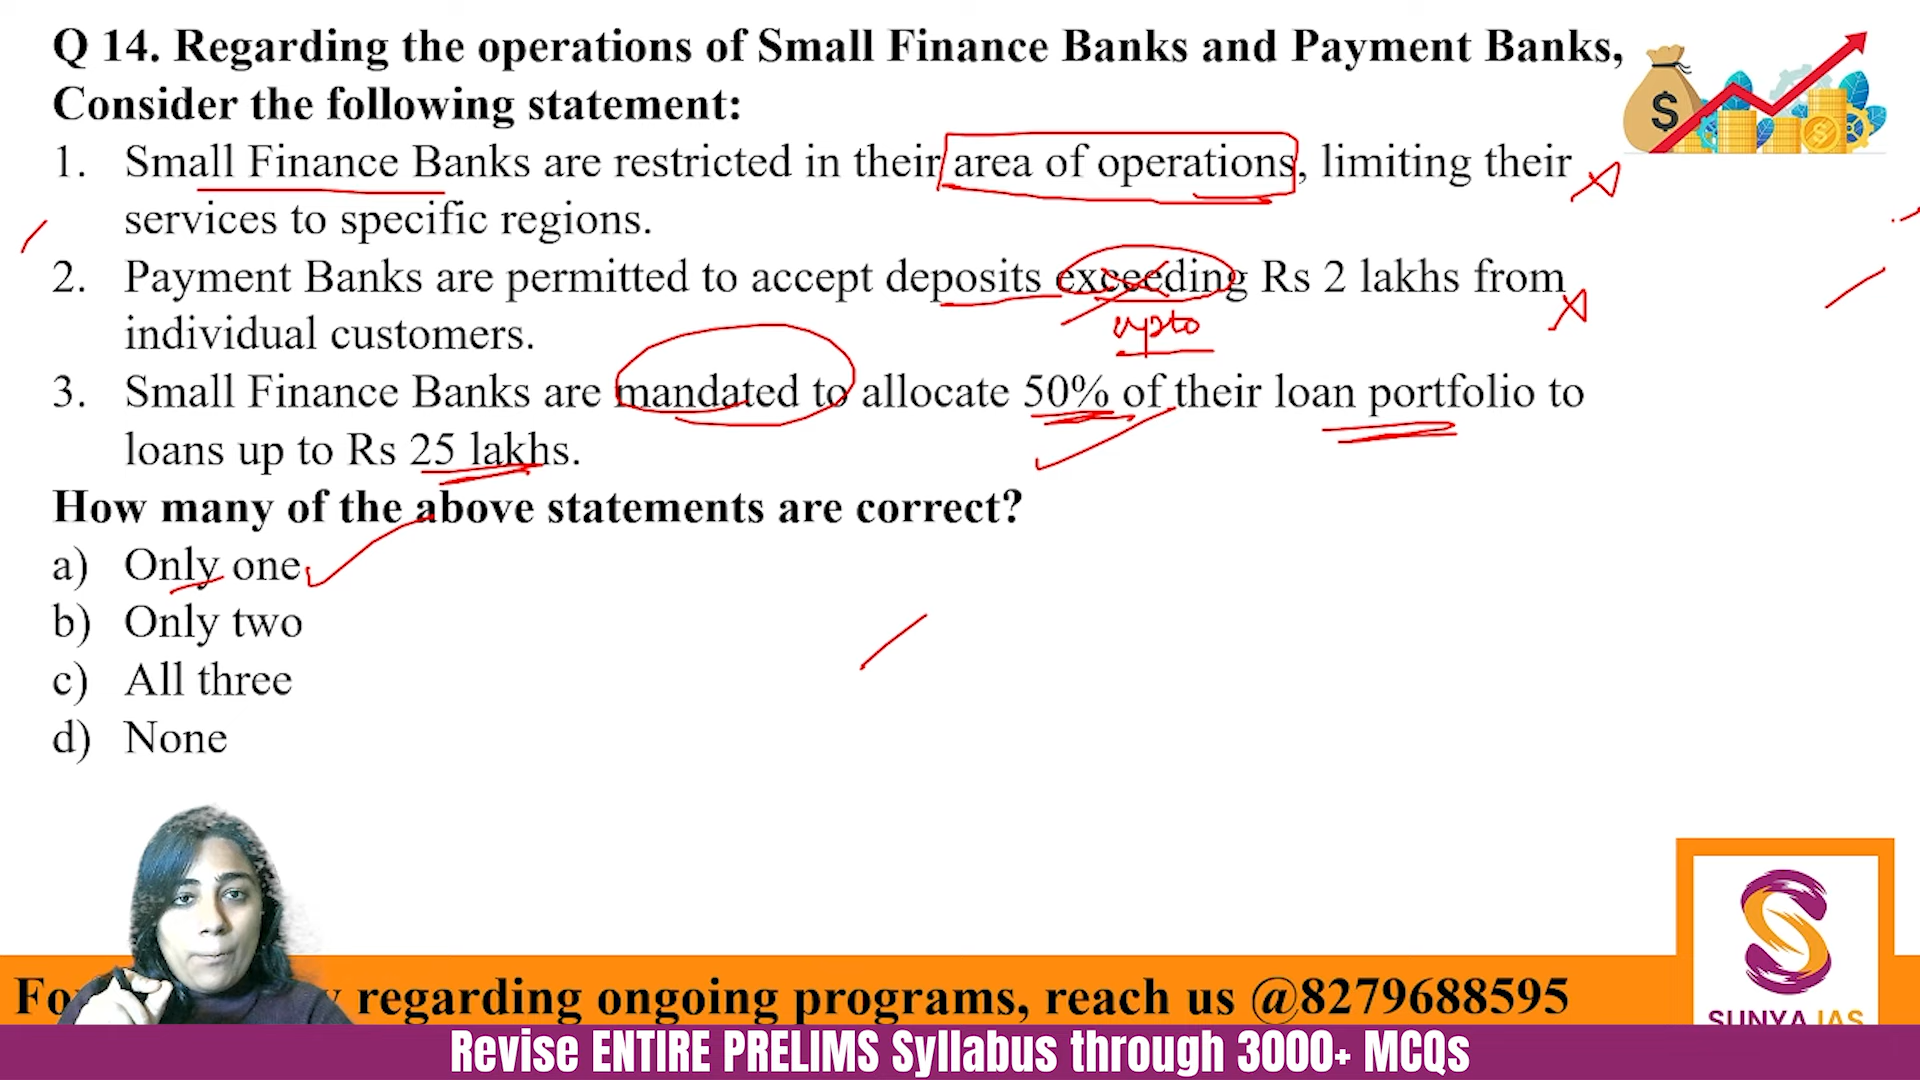 Q 14. Regarding the operations of Small Finance Banks and Payment Banks,
Consider the following statement:
1. Small Finance Banks are restricted in their area of operations, limiting their
services to specific regions.
2. Payment Banks are permitted to accept deposits exceeding Rs 2 lakhs from
upto
individual customers.
3. Small Finance Banks are mandated to allocate 50% of their loan portfolio to
loans up to Rs 25 lakhs.
How many of the above statements are correct?
a) Only one
b) Only two
c) All three
d) None
regarding ongoing programs, reach us @8279688595
SUNYA IAS
Revise ENTIRE PRELIMS Syllabus through 3000+ MCQs